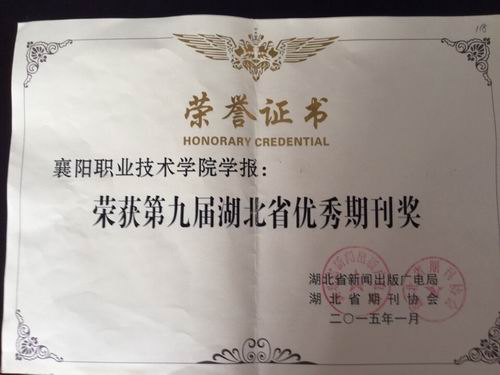 118
荣誉证书
HONORARY CREDENTIAL
襄阳职业技术学院学报：
荣获第九届湖北省优秀期刊奖
湖北省新闻出版广电局
湖北省期刊协会
二〇一五年一月